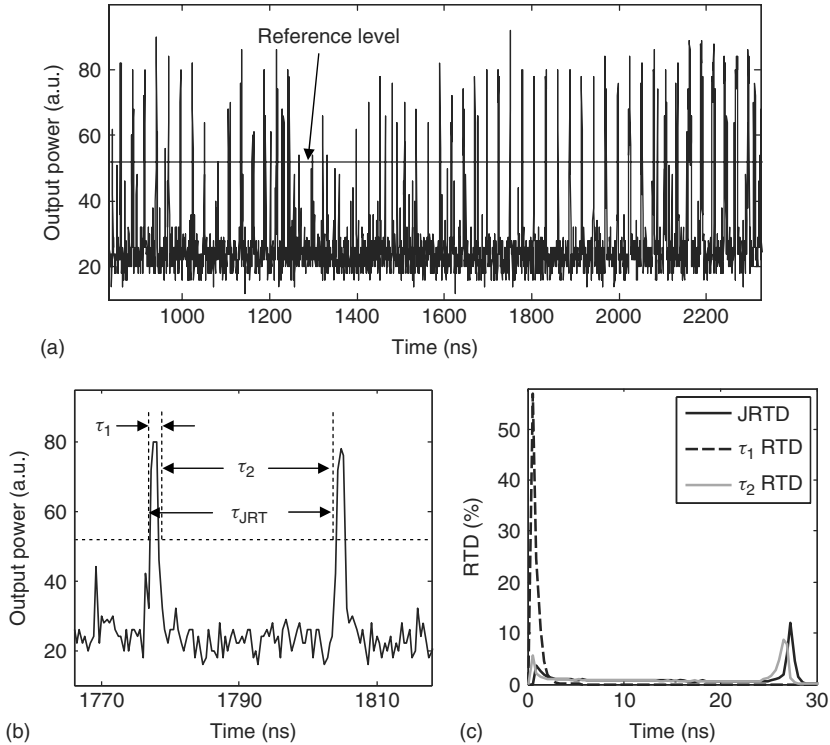 Reference level
Output power (a.u.)
80
60
40
20
1000
1200
1400
1600
1800
2000
2200
Time (ns)
(a)
τ1
τ2
τJRT
Output power (a.u.)
80
60
40
20
1770
1790
1810
Time (ns)
(b)
JRTD
τ1 RTD
τ2 RTD
RTD (%)
50
40
30
20
10
0
0
10
20
30
Time (ns)
(c)